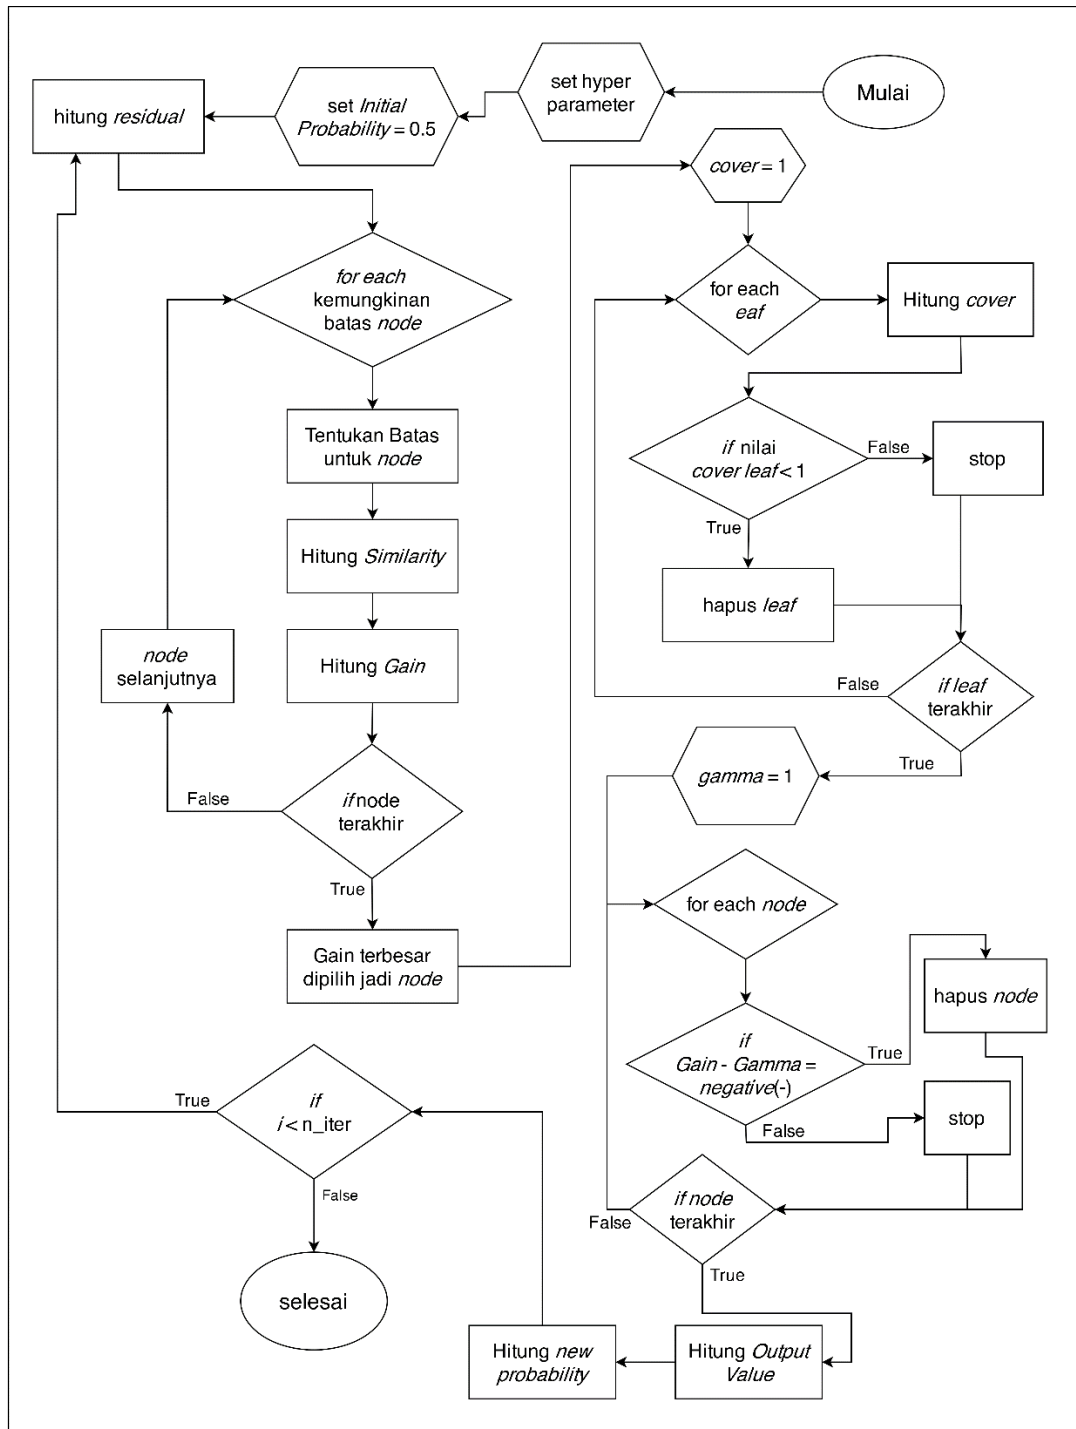 Mulai
set hyper
parameter
set Initial
Probability = 0.5
hitung residual
for each
kemungkinan
batas node
Tentukan Batas
untuk node
Hitung Similarity
Hitung Gain
if node
terakhir
False
node
selanjutnya
True
Gain terbesar
dipilih jadi node
cover = 1
for each
eaf
Hitung cover
if nilai
cover leaf < 1
False
stop
True
hapus leaf
if leaf
terakhir
False
True
gamma = 1
for each node
if
Gain - Gamma =
negative(-)
True
hapus node
False
stop
if node
terakhir
False
True
Hitung Output
Value
Hitung new
probability
if
i < n_iter
True
False
selesai